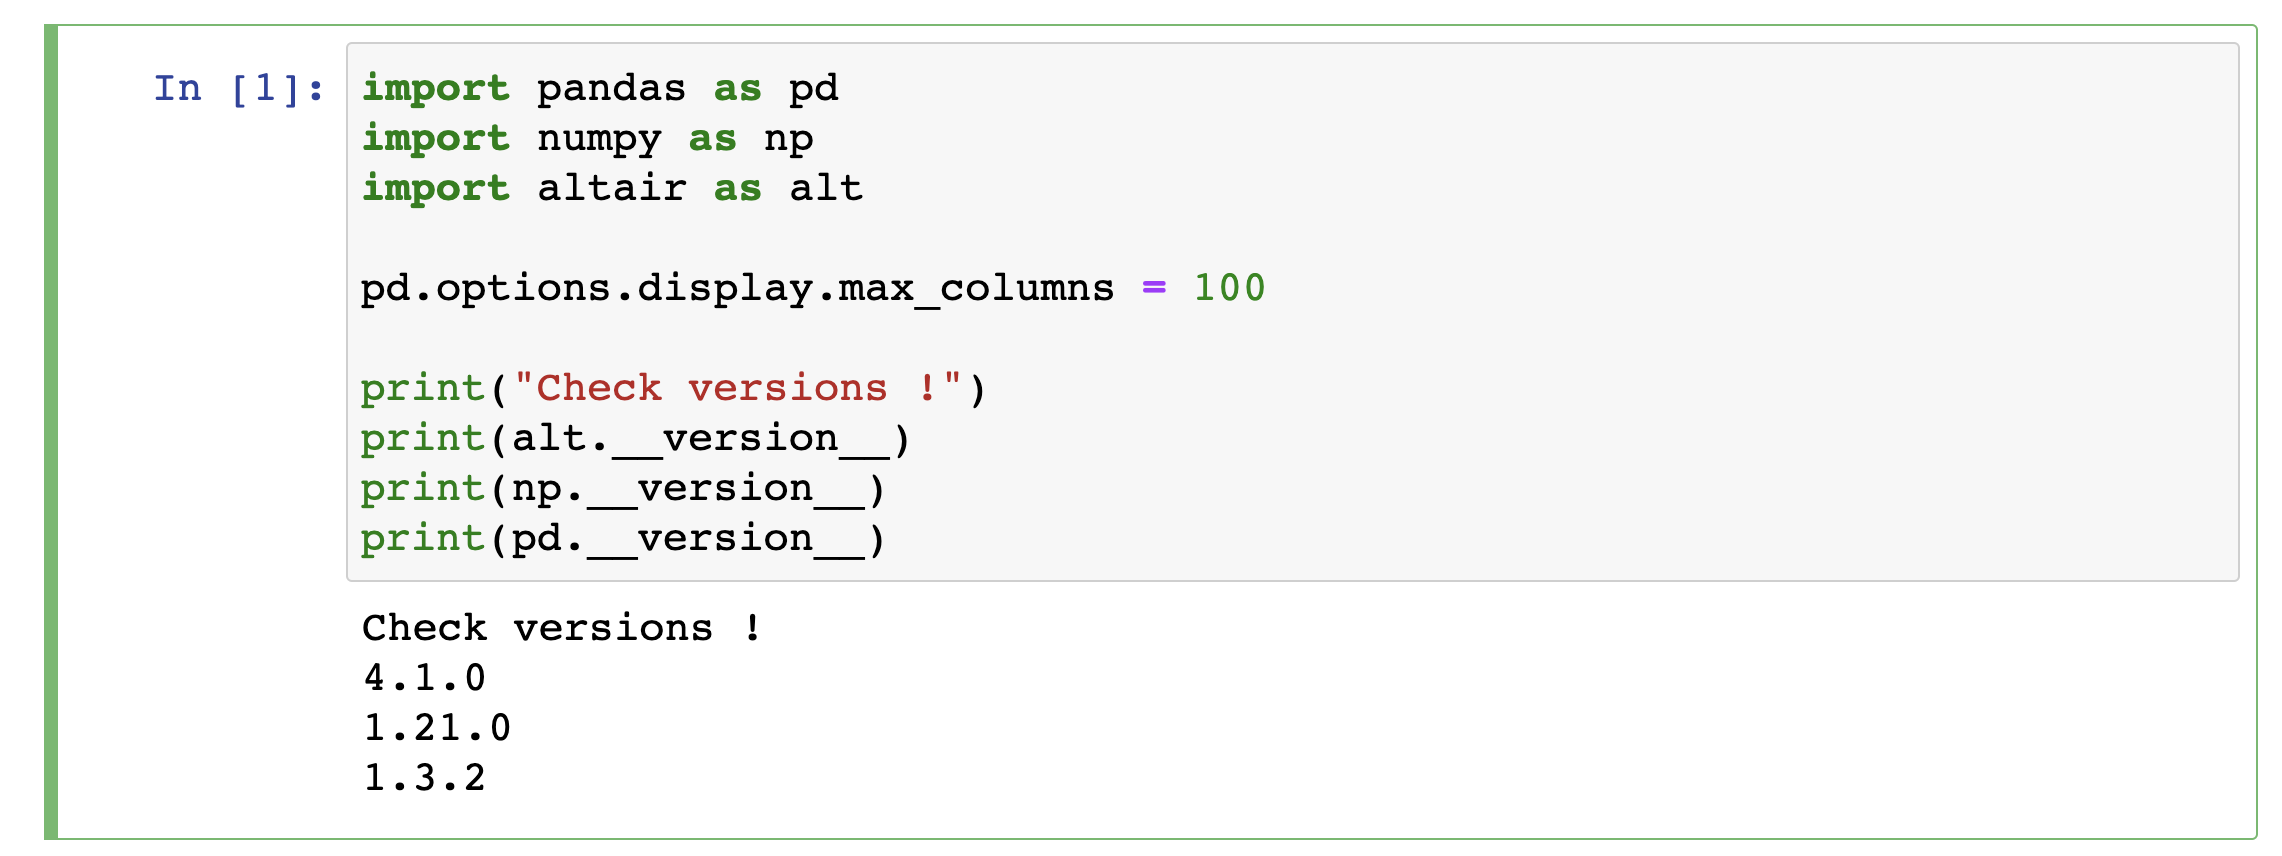 In [1]: import pandas as pd
import numpy as np
import altair as alt
pd.options.display.max_columns = 100
print("Check versions !")
print(alt.__version__)
print(np.__version__)
print(pd.__version__)
Check versions !
4.1.0
1.21.0
1.3.2